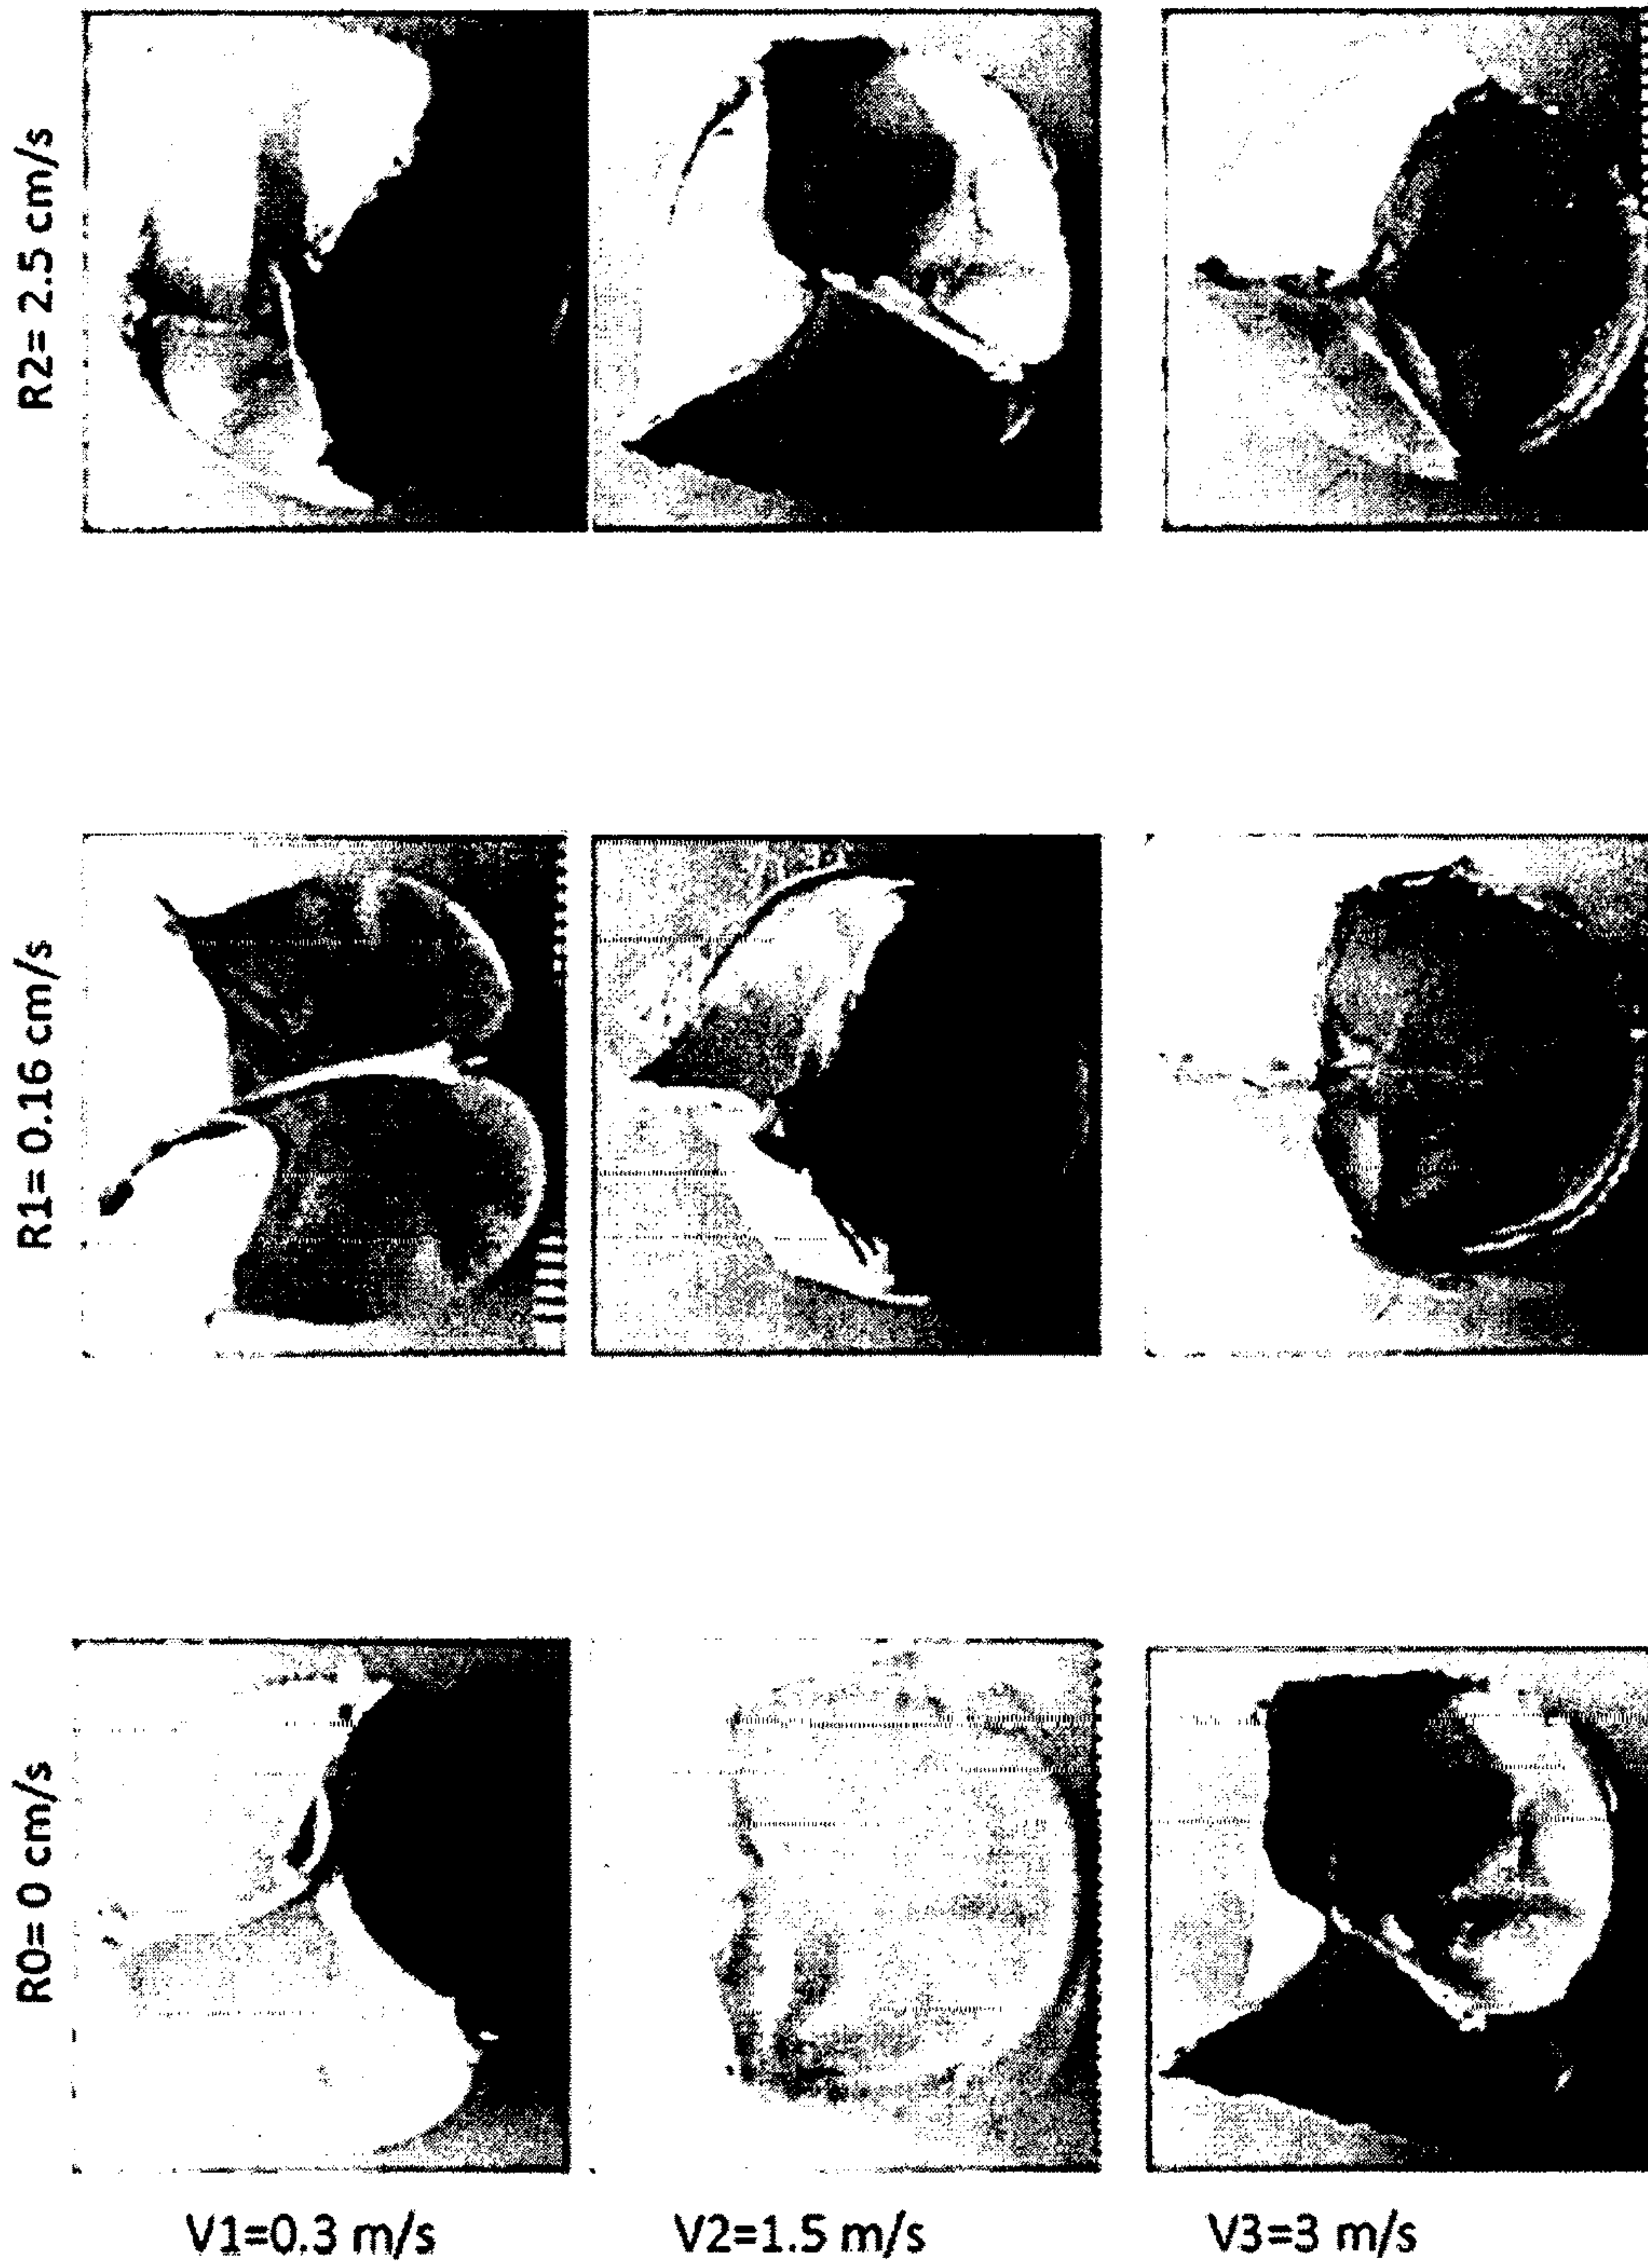 R2= 2.5 cm/s
R1= 0.16 cm/s
R0= 0 cm/s
V1=0.3 m/s
V2=1.5 m/s
V3=3 m/s